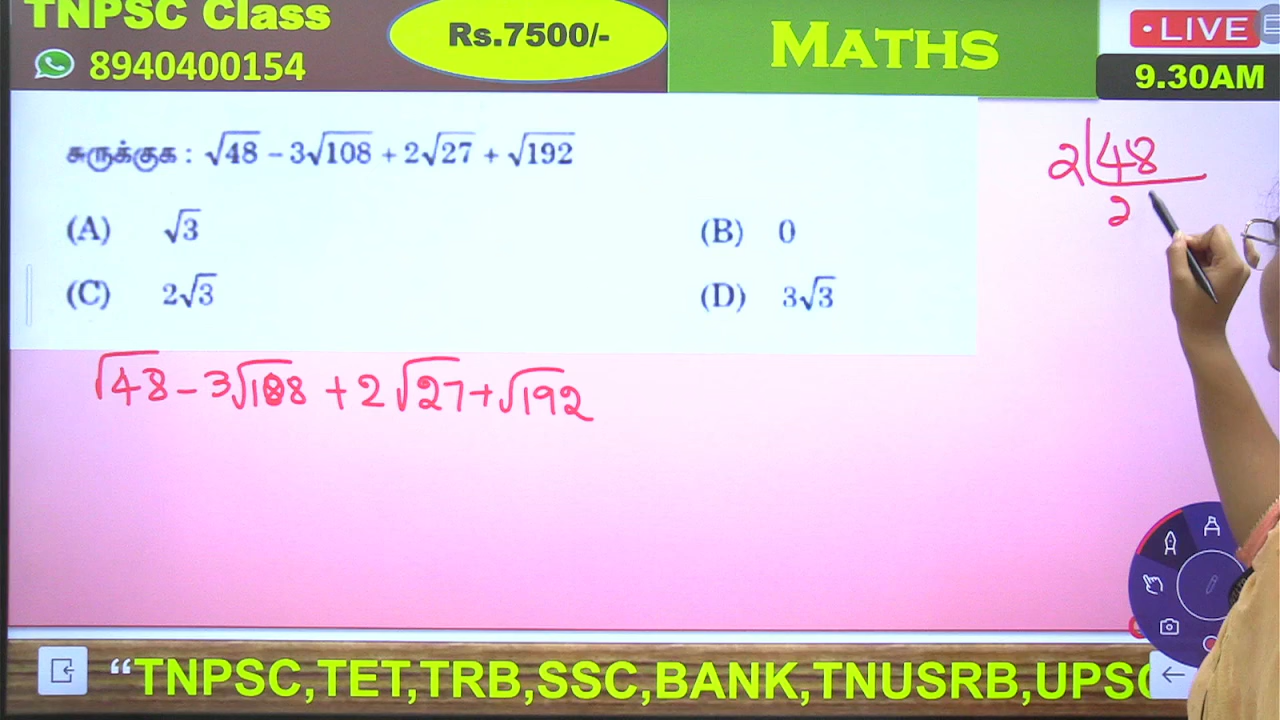 TNPSC Class
8940400154
Rs.7500/-
MATHS
• LIVE
9.30AM
சுருக்குக : √48 – 3√108 + 2√27 + √192
(A) √3
(B) 0
(C) 2√3
(D) 3√3
√48 – 3√108 + 2√27 + √192
2 48
2
“TNPSC,TET,TRB,SSC,BANK,TNUSRB,UPSC